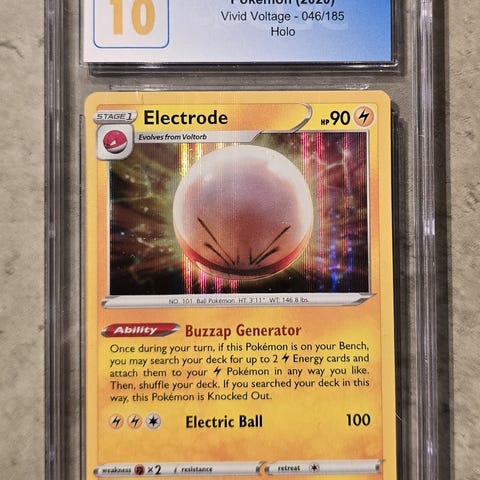 10
Pokémon (2020)
Vivid Voltage - 046/185
Holo
STAGE 1
Electrode
HP 90
Evolves from Voltorb
NO. 101 Ball Pokémon HT: 3'11" WT: 146.8 lbs.
Ability Buzzap Generator
Once during your turn, if this Pokémon is on your Bench,
you may search your deck for up to 2 Energy cards and
attach them to your Pokémon in any way you like.
Then, shuffle your deck. If you searched your deck in this
way, this Pokémon is Knocked Out.
Electric Ball 100
weakness ×2 resistance retreat